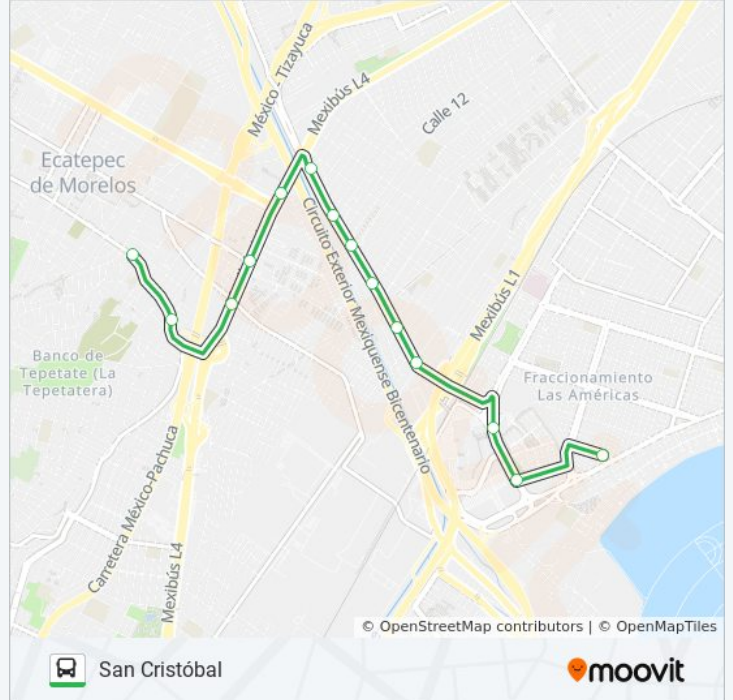 México - Tizayuca
Mexibús L4
Calle 12
Ecatepec
de Morelos
Circuito Exterior Mexiquense Bicentenario
Mexibús L1
Banco de
Tepetate (La
Tepetatera)
Fraccionamiento
Las Américas
Carretera México-Pachuca
Mexibús L4
© OpenStreetMap contributors | © OpenMapTiles
San Cristóbal
moovit